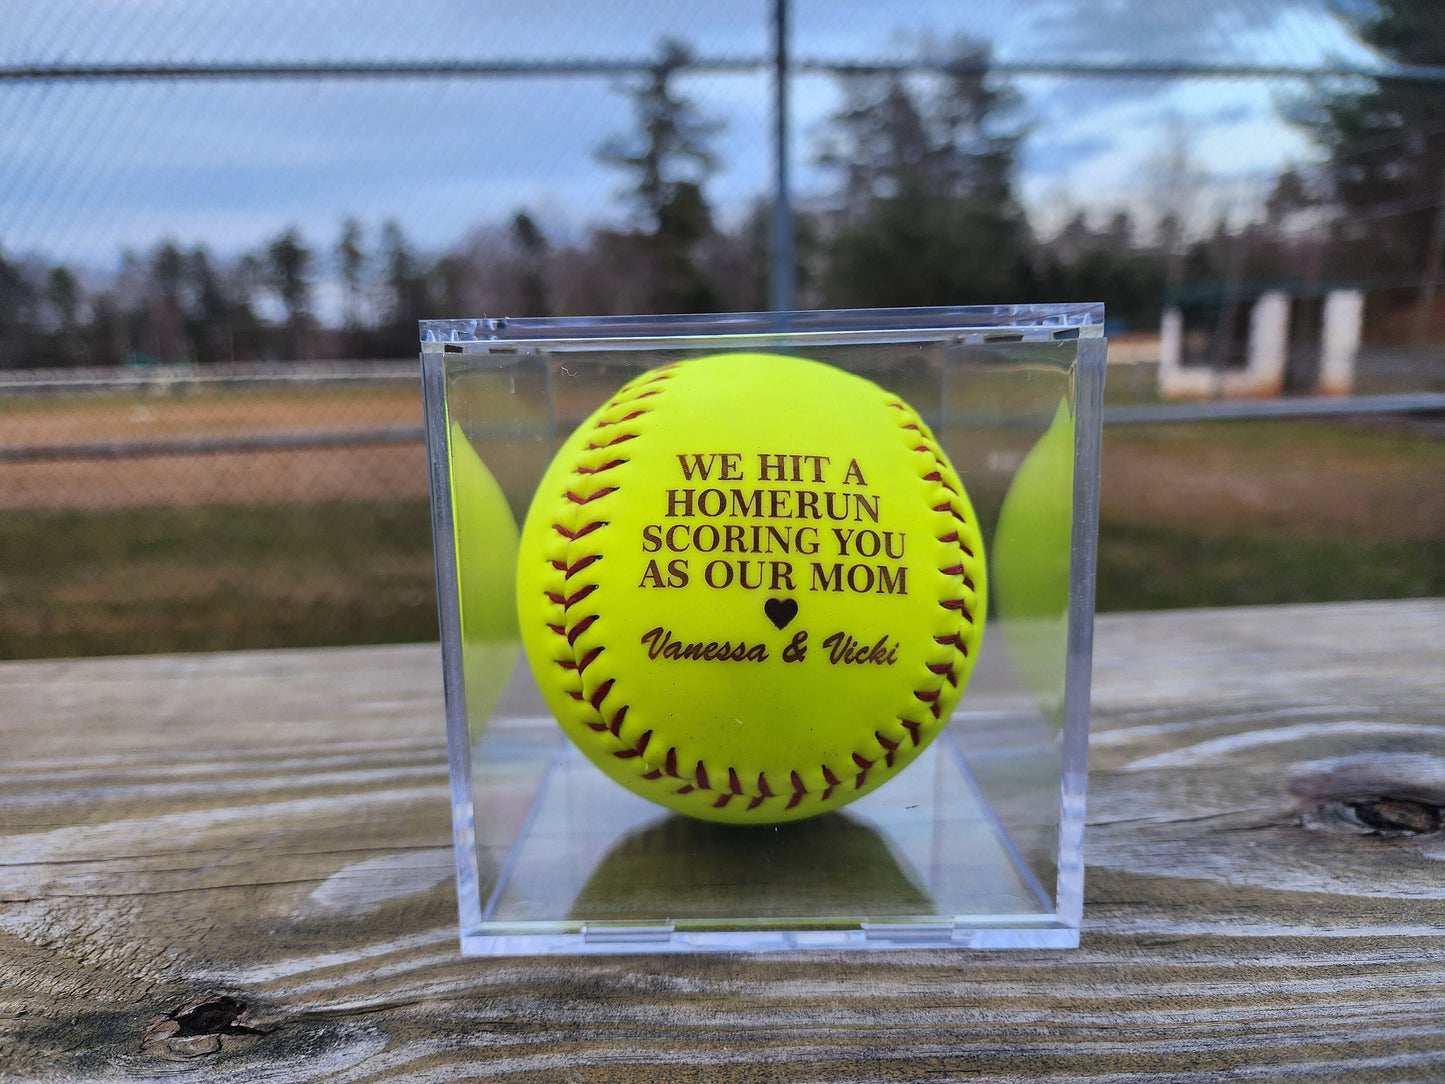 WE HIT A
HOMERUN
SCORING YOU
AS OUR MOM
Vanessa & Vicki